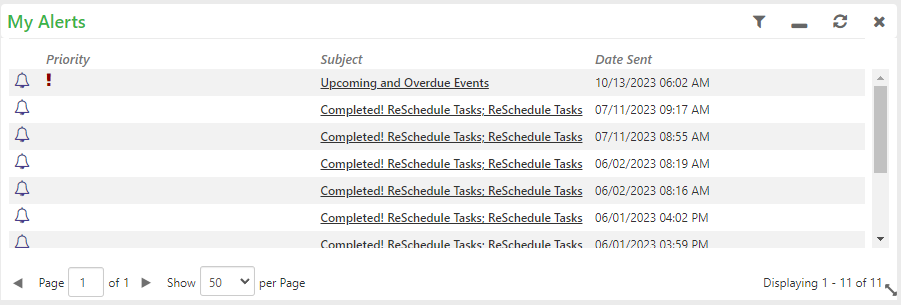 My Alerts
Priority Subject Date Sent
! Upcoming and Overdue Events 10/13/2023 06:02 AM
Completed! ReSchedule Tasks; ReSchedule Tasks 07/11/2023 09:17 AM
Completed! ReSchedule Tasks; ReSchedule Tasks 07/11/2023 08:55 AM
Completed! ReSchedule Tasks; ReSchedule Tasks 06/02/2023 08:19 AM
Completed! ReSchedule Tasks; ReSchedule Tasks 06/02/2023 08:16 AM
Completed! ReSchedule Tasks; ReSchedule Tasks 06/01/2023 04:02 PM
Completed! ReSchedule Tasks; ReSchedule Tasks 06/01/2023 03:59 PM
Page 1 of 1 Show 50 per Page Displaying 1 - 11 of 11